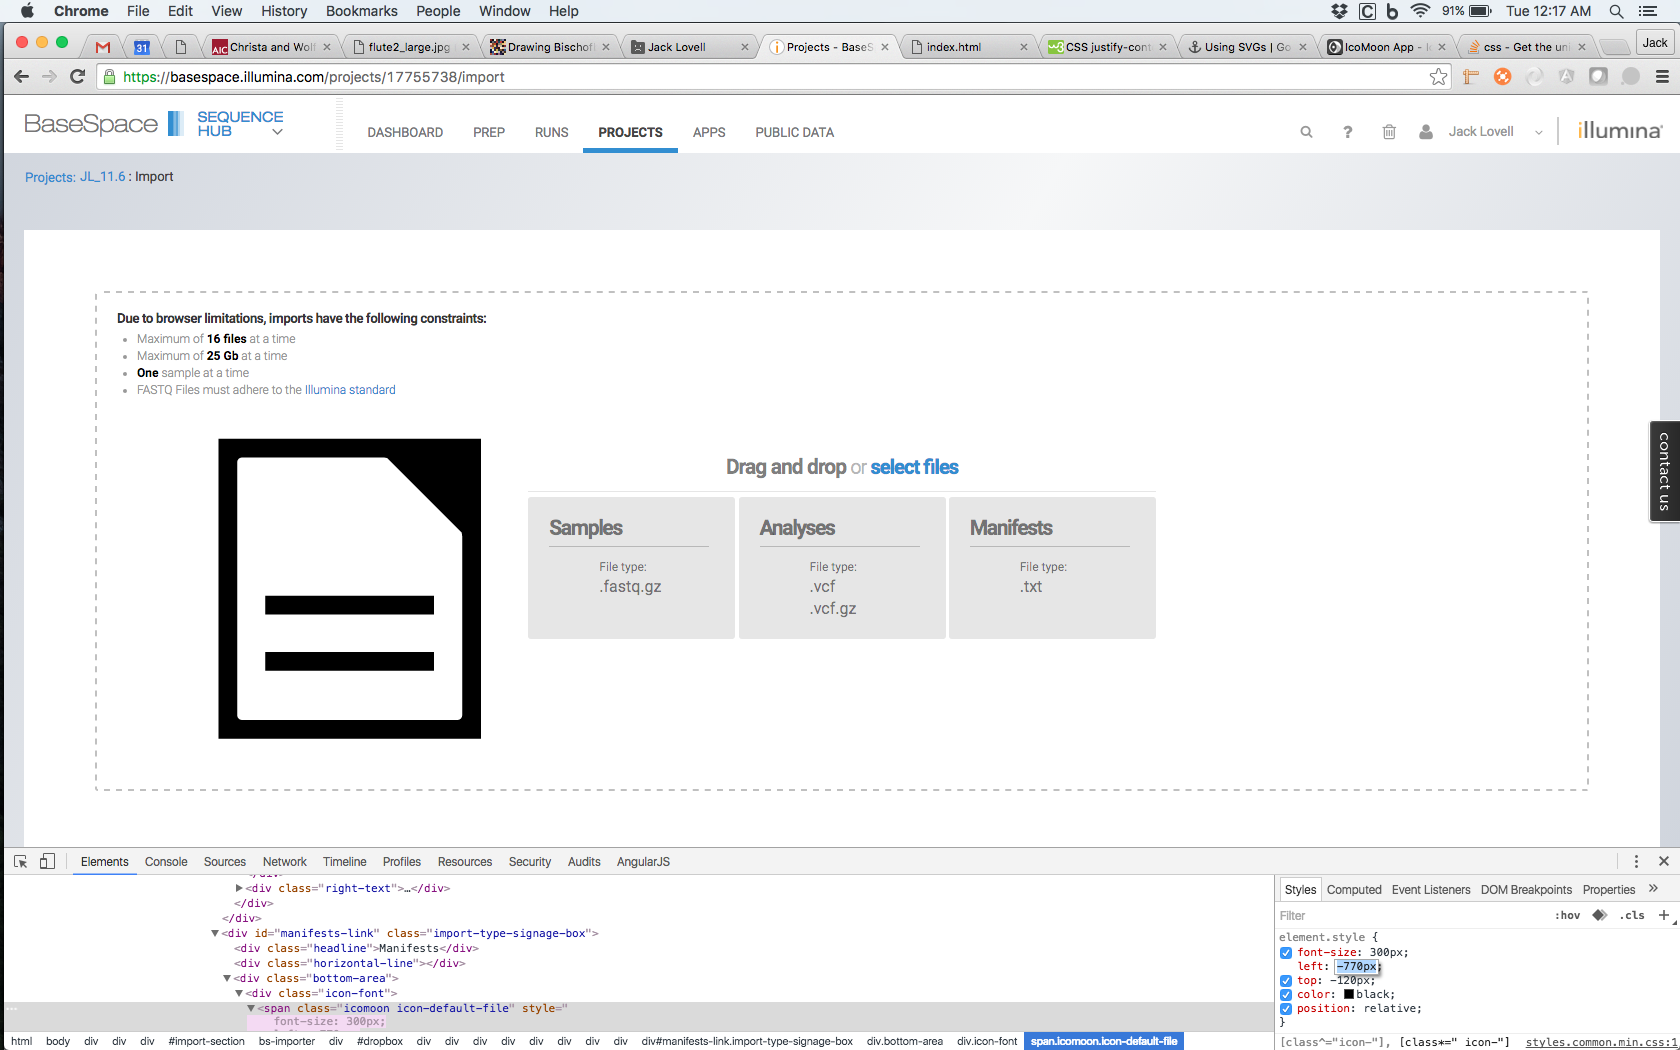 Chrome File Edit View History Bookmarks People Window Help 91% Tue 12:17 AM
31 AIC Christa and Wolf flute2_large.jpg Drawing Bischof Jack Lovell Projects - BaseS index.html CSS justify-cont Using SVGs | Go IcoMoon App - css - Get the un Jack
https://basespace.illumina.com/projects/17755738/import
BaseSpace SEQUENCE HUB DASHBOARD PREP RUNS PROJECTS APPS PUBLIC DATA ? Jack Lovell illumina
Projects: JL_11.6 : Import
Due to browser limitations, imports have the following constraints:
Maximum of 16 files at a time
Maximum of 25 Gb at a time
One sample at a time
FASTQ Files must adhere to the Illumina standard
Drag and drop or select files
Samples
File type:
.fastq.gz
Analyses
File type:
.vcf
.vcf.gz
Manifests
File type:
.txt
contact us
Elements Console Sources Network Timeline Profiles Resources Security Audits AngularJS
▶<div class="right-text">…</div>
</div>
</div>
▼<div id="manifests-link" class="import-type-signage-box">
<div class="headline">Manifests</div>
<div class="horizontal-line"></div>
▼<div class="bottom-area">
▼<div class="icon-font">
▼<span class="icomoon icon-default-file" style="
font-size: 300px;
html body div div div #import-section bs-importer div #dropbox div div div div div div div div#manifests-link.import-type-signage-box div.bottom-area div.icon-font span.icomoon.icon-default-file
Styles Computed Event Listeners DOM Breakpoints Properties »
Filter :hov .cls +
element.style {
font-size: 300px;
left: -770px;
top: -120px;
color: black;
position: relative;
}
[class^="icon-"], [class*=" icon-"] styles.common.min.css:1